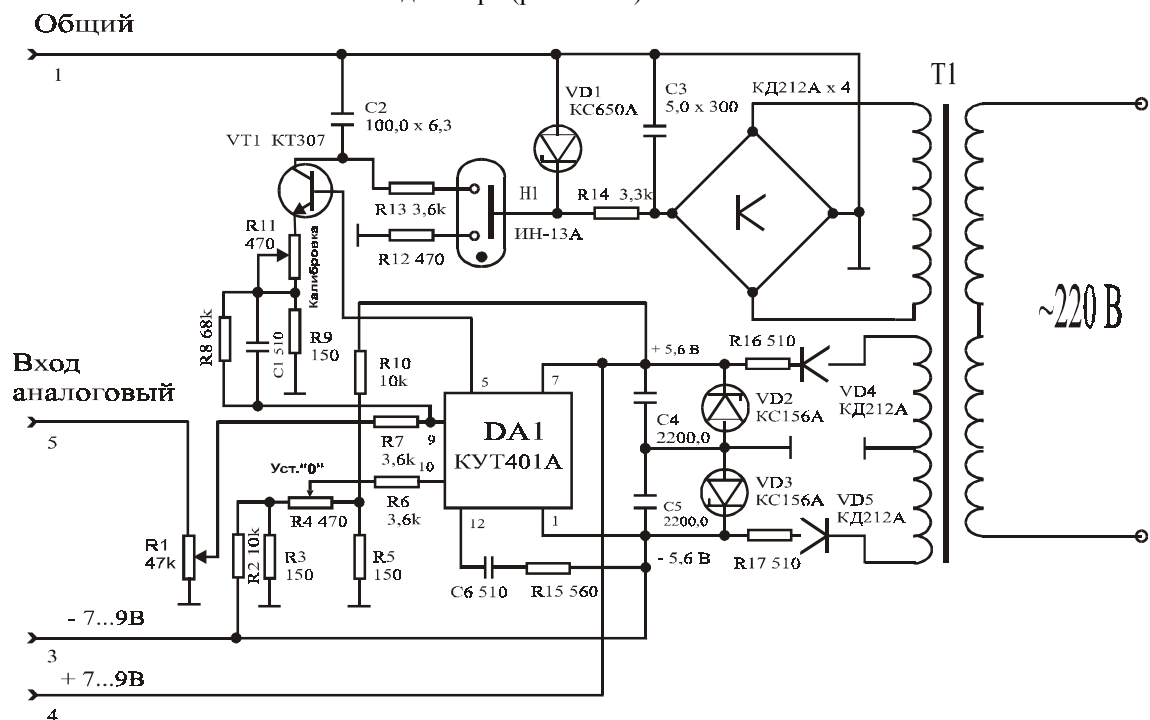 Общий
1
C2
100,0 x 6,3
VT1 КТ307
VD1
КС650А
C3
5,0 x 300
КД212А x 4
T1
R13 3,6k
H1
R14 3,3k
ИН-13А
R12 470
R11
470
Калибровка
R8 68k
C1 510
R9
150
R10
10k
~220 В
+ 5,6 В
R16 510
Вход
аналоговый
5
5
7
VD4
КД212А
VD2
КС156А
C4
2200,0
DA1
КУТ401А
R7
3,6k
9
10
Уст."0"
R4 470
R6
3,6k
VD3
КС156А
VD5
КД212А
C5
2200,0
12
1
R1
47k
R2 10k
R3
150
R5
150
- 5,6 В
R17 510
C6 510
R15 560
- 7...9В
3
+ 7...9В
4